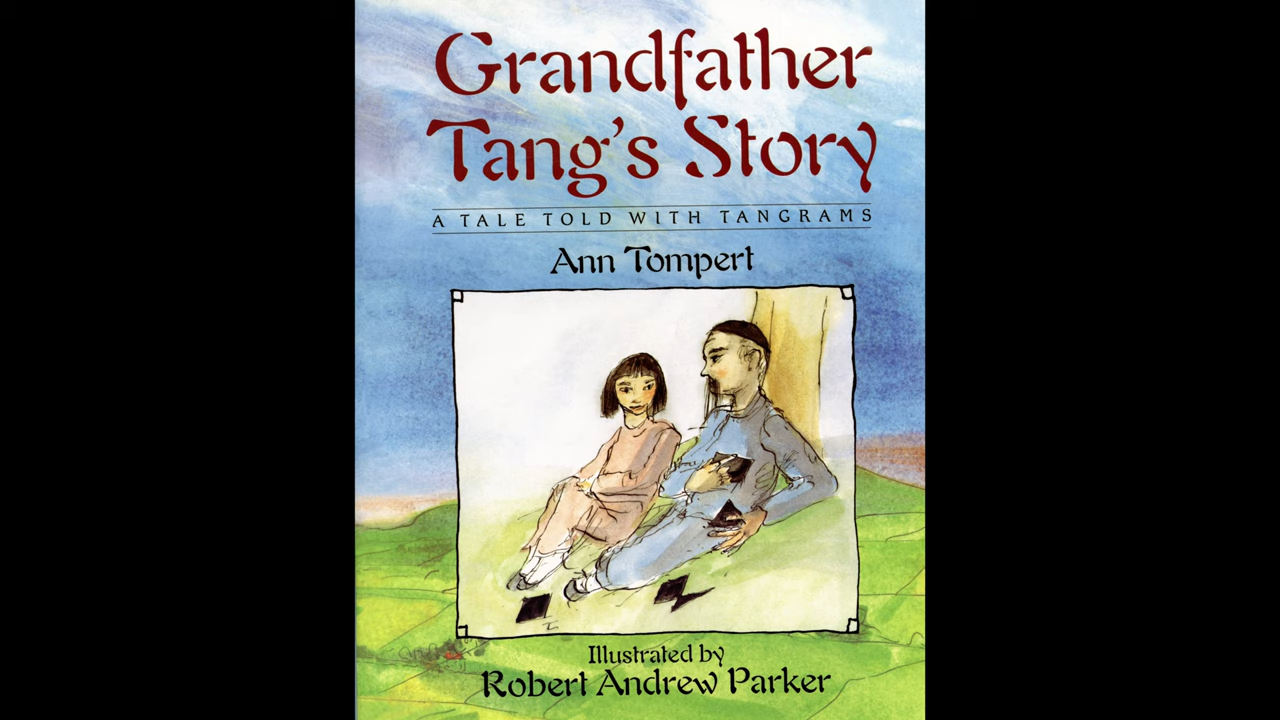 Grandfather
Tang's Story
A TALE TOLD WITH TANGRAMS
Ann Tompert
Illustrated by
Robert Andrew Parker